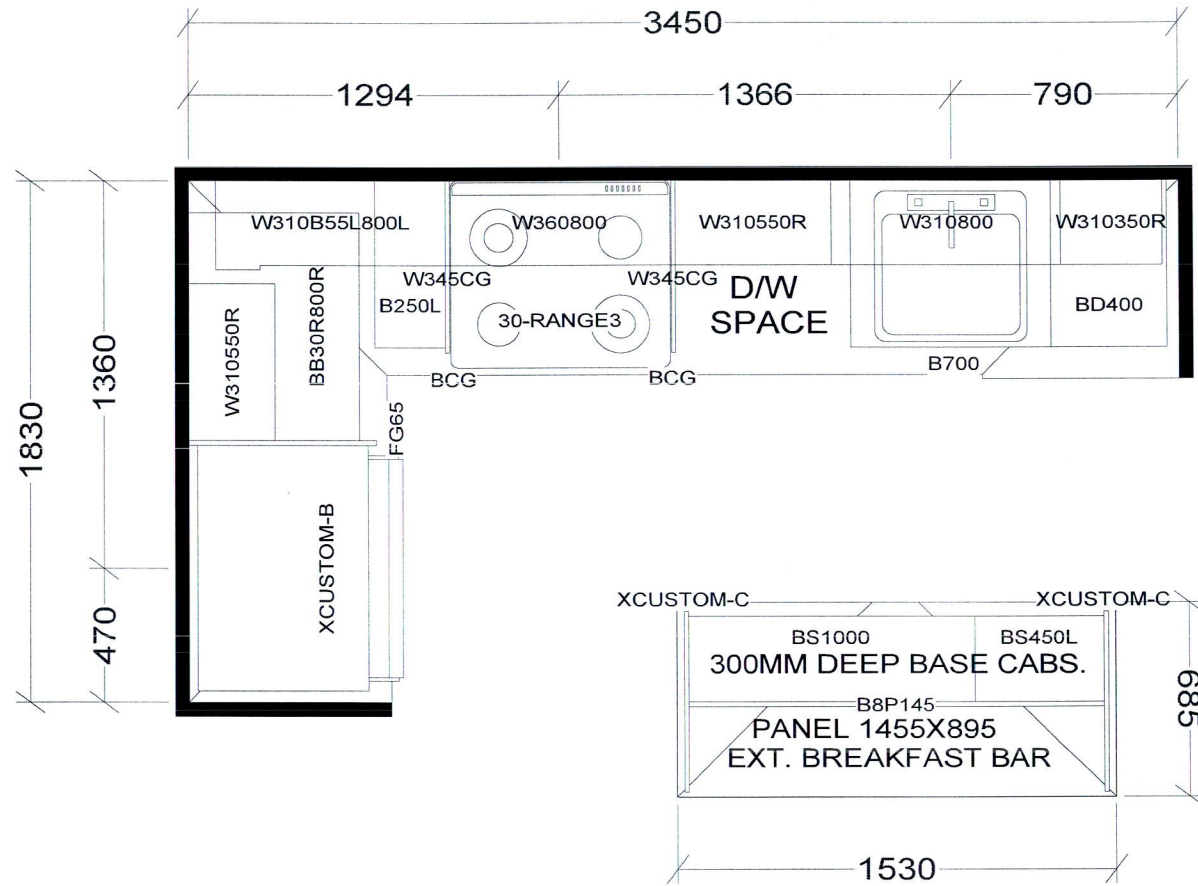 3450
1294
1366
790
W310B55L800L
W360800
W310550R
W310800
W310350R
W345CG
W345CG
D/W
SPACE
B250L
30-RANGE3
BD400
W310550R
BB30R800R
BCG
BCG
B700
FG65
1830
1360
470
XCUSTOM-B
XCUSTOM-C
XCUSTOM-C
BS1000
BS450L
300MM DEEP BASE CABS.
B8P145
PANEL 1455X895
EXT. BREAKFAST BAR
685
1530